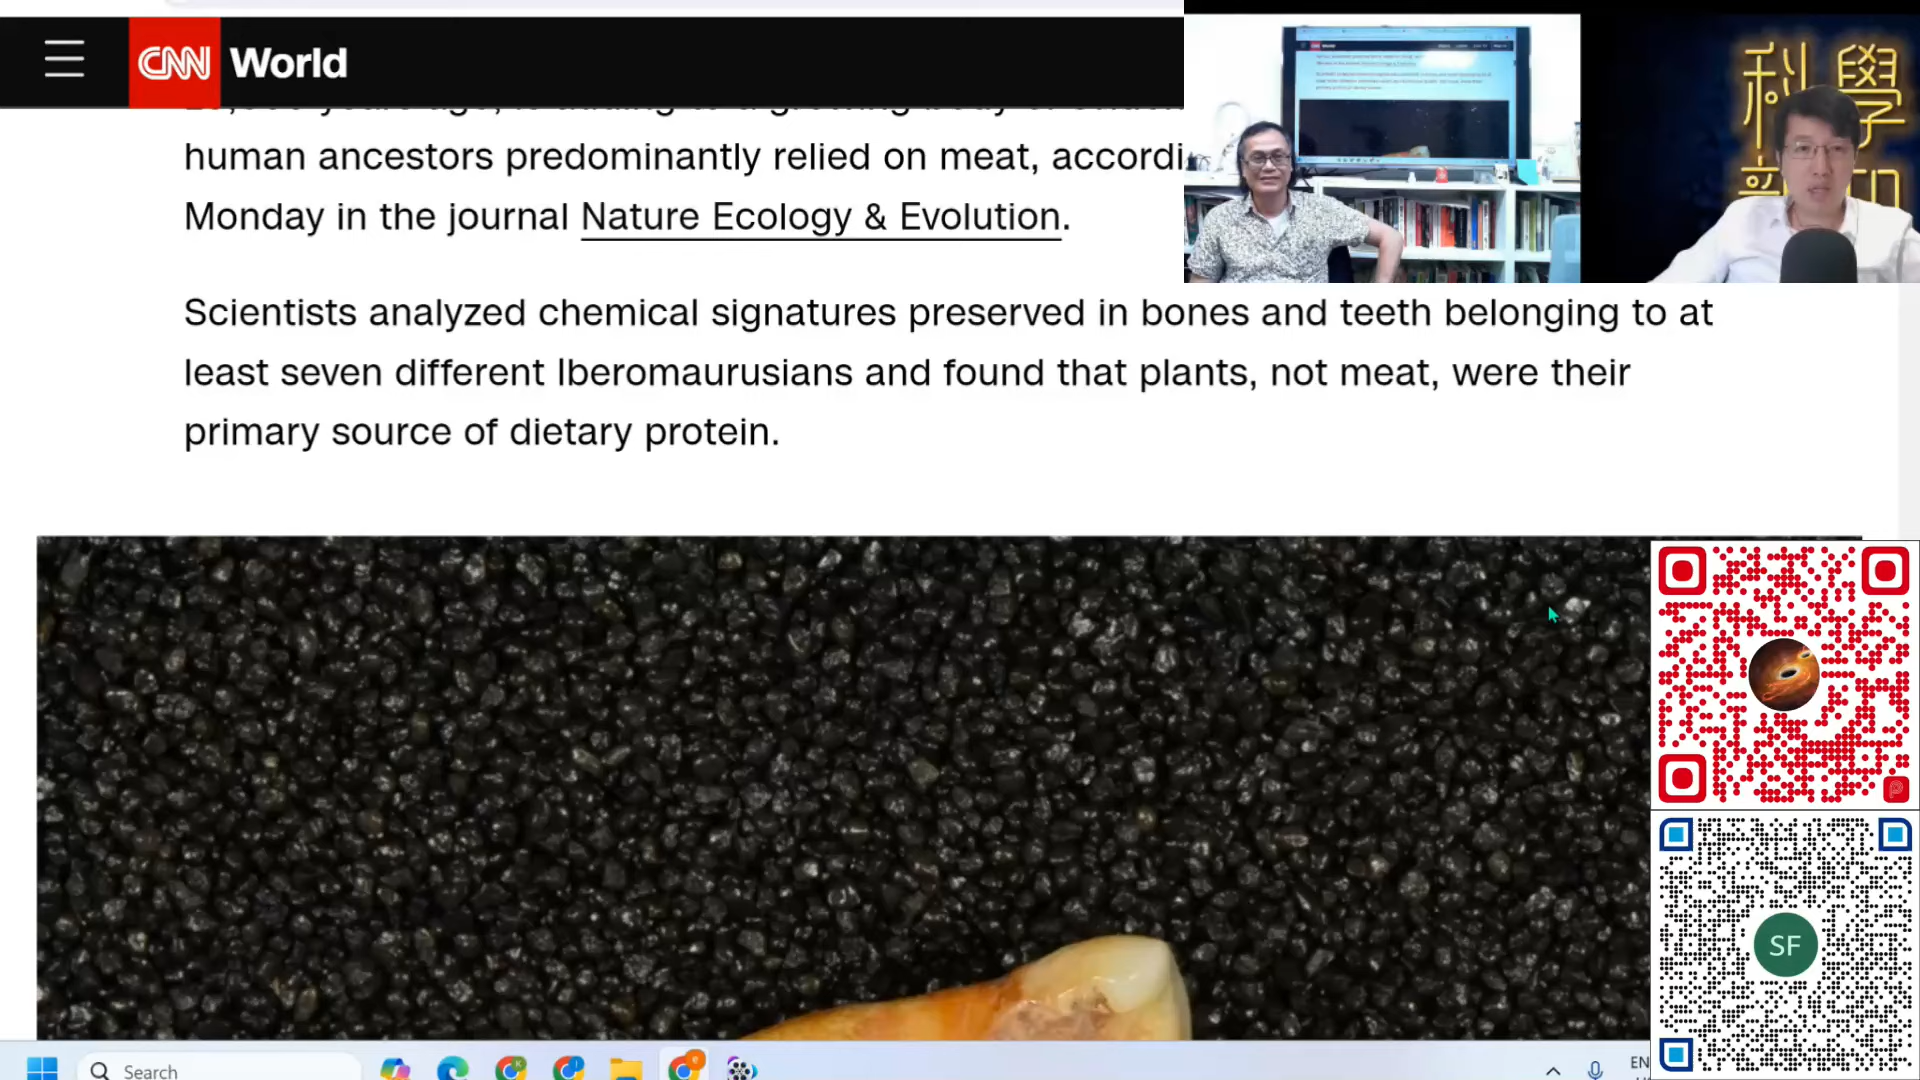 CNN World
human ancestors predominantly relied on meat, accordi
Monday in the journal Nature Ecology & Evolution.
Scientists analyzed chemical signatures preserved in bones and teeth belonging to at
least seven different Iberomaurusians and found that plants, not meat, were their
primary source of dietary protein.
科學
SF
Search
EN